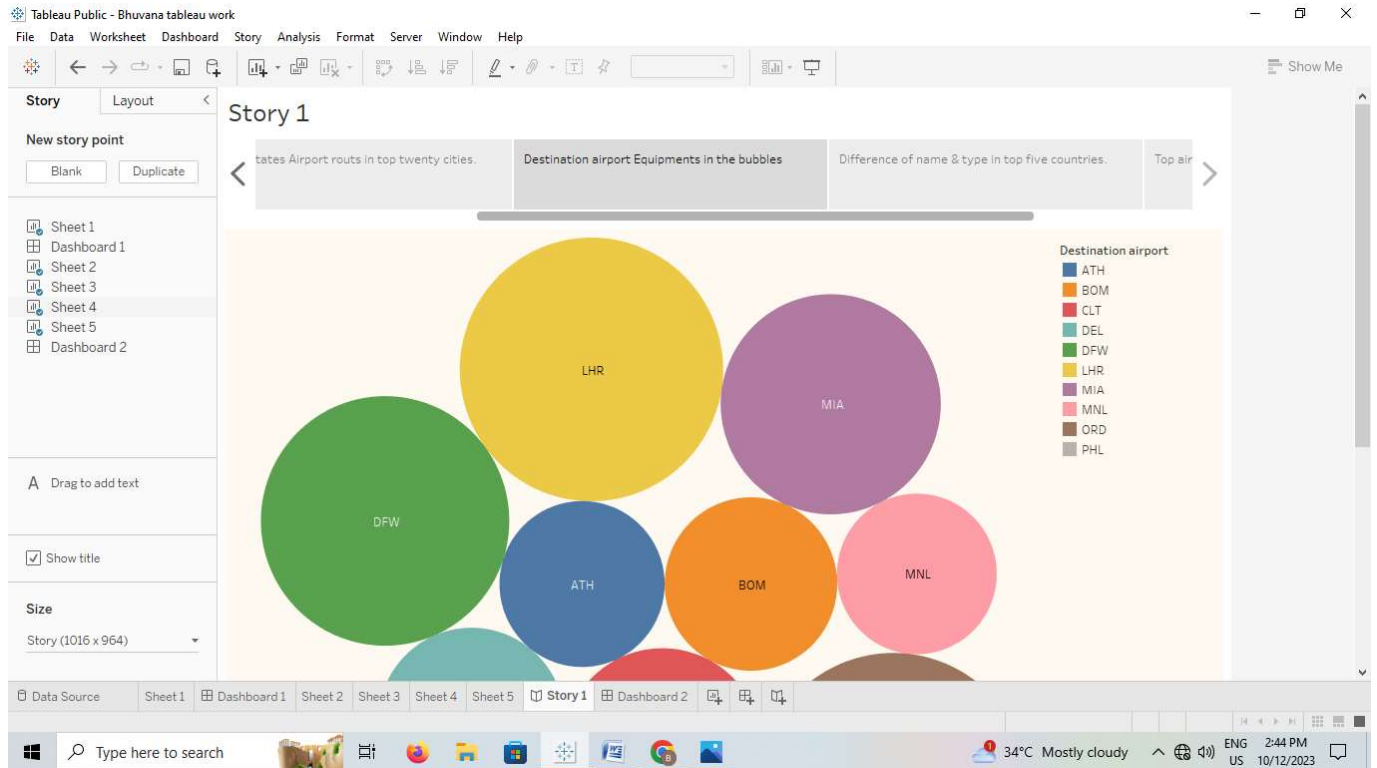 Tableau Public - Bhuvana tableau work
File Data Worksheet Dashboard Story Analysis Format Server Window Help
Show Me
Story Layout
New story point
Blank Duplicate
Sheet 1
Dashboard 1
Sheet 2
Sheet 3
Sheet 4
Sheet 5
Dashboard 2
A Drag to add text
Show title
Size
Story (1016 x 964)
Story 1
tates Airport routs in top twenty cities.
Destination airport Equipments in the bubbles
Difference of name & type in top five countries.
Top air
LHR
MIA
DFW
ATH
BOM
MNL
Destination airport
ATH
BOM
CLT
DEL
DFW
LHR
MIA
MNL
ORD
PHL
Data Source Sheet 1 Dashboard 1 Sheet 2 Sheet 3 Sheet 4 Sheet 5 Story 1 Dashboard 2
Type here to search
34°C Mostly cloudy
ENG
US
2:44 PM
10/12/2023